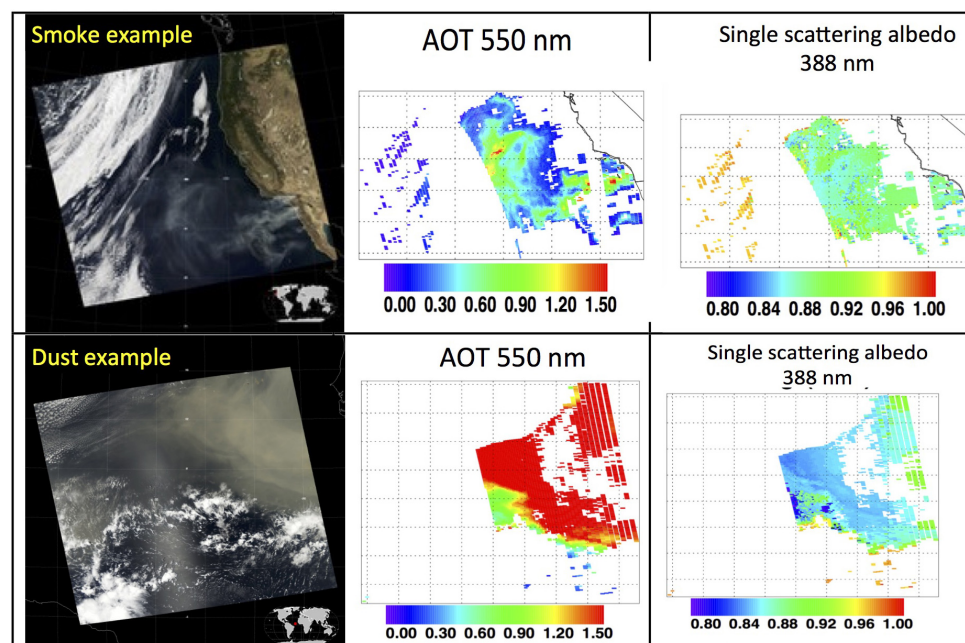 Smoke example
AOT 550 nm
Single scattering albedo
388 nm
0.00 0.30 0.60 0.90 1.20 1.50
0.80 0.84 0.88 0.92 0.96 1.00
Dust example
AOT 550 nm
Single scattering albedo
388 nm
0.00 0.30 0.60 0.90 1.20 1.50
0.80 0.84 0.88 0.92 0.96 1.00